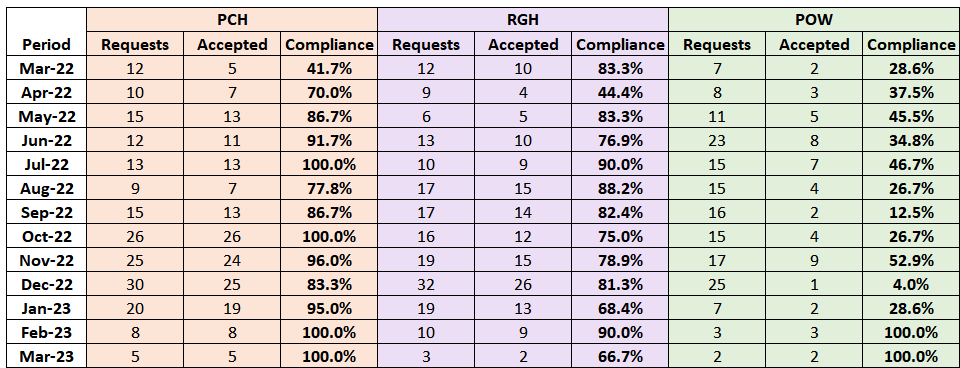 PCH RGH POW
Period Requests Accepted Compliance Requests Accepted Compliance Requests Accepted Compliance
Mar-22 12 5 41.7% 12 10 83.3% 7 2 28.6%
Apr-22 10 7 70.0% 9 4 44.4% 8 3 37.5%
May-22 15 13 86.7% 6 5 83.3% 11 5 45.5%
Jun-22 12 11 91.7% 13 10 76.9% 23 8 34.8%
Jul-22 13 13 100.0% 10 9 90.0% 15 7 46.7%
Aug-22 9 7 77.8% 17 15 88.2% 15 4 26.7%
Sep-22 15 13 86.7% 17 14 82.4% 16 2 12.5%
Oct-22 26 26 100.0% 16 12 75.0% 15 4 26.7%
Nov-22 25 24 96.0% 19 15 78.9% 17 9 52.9%
Dec-22 30 25 83.3% 32 26 81.3% 25 1 4.0%
Jan-23 20 19 95.0% 19 13 68.4% 7 2 28.6%
Feb-23 8 8 100.0% 10 9 90.0% 3 3 100.0%
Mar-23 5 5 100.0% 3 2 66.7% 2 2 100.0%